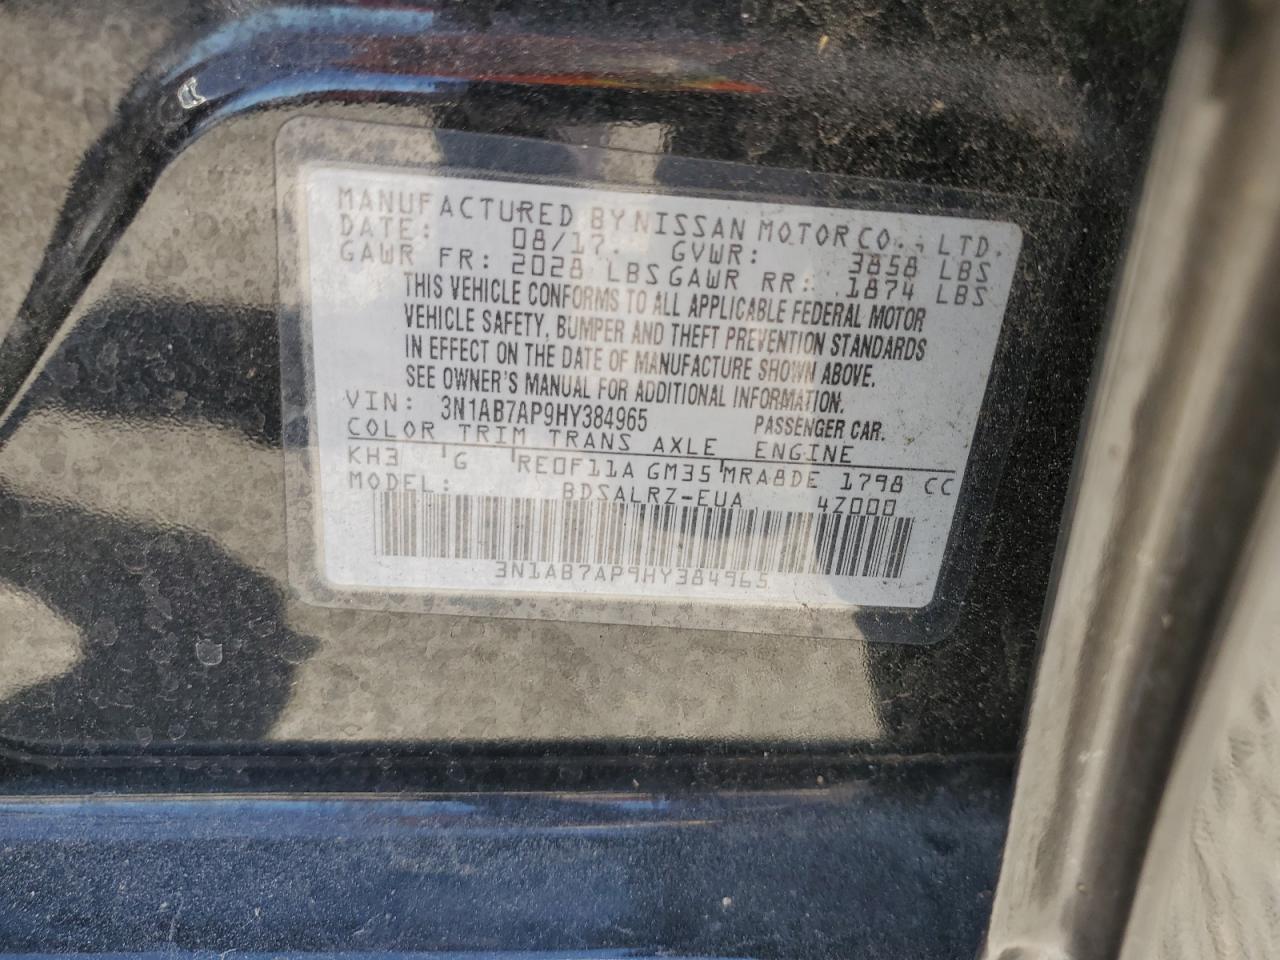 MANUFACTURED BY NISSAN MOTOR CO., LTD.
DATE: 08/17 GVWR: 3858 LBS
GAWR FR: 2028 LBS GAWR RR: 1874 LBS
THIS VEHICLE CONFORMS TO ALL APPLICABLE FEDERAL MOTOR
VEHICLE SAFETY, BUMPER AND THEFT PREVENTION STANDARDS
IN EFFECT ON THE DATE OF MANUFACTURE SHOWN ABOVE.
SEE OWNER'S MANUAL FOR ADDITIONAL INFORMATION.
VIN: 3N1AB7AP9HY384965 PASSENGER CAR.
COLOR TRIM TRANS AXLE ENGINE
KH3 G RE0F11A GM35 MRA8DE 1798 CC
MODEL: BDSALRZ-EUA 4Z000
3N1AB7AP9HY384965